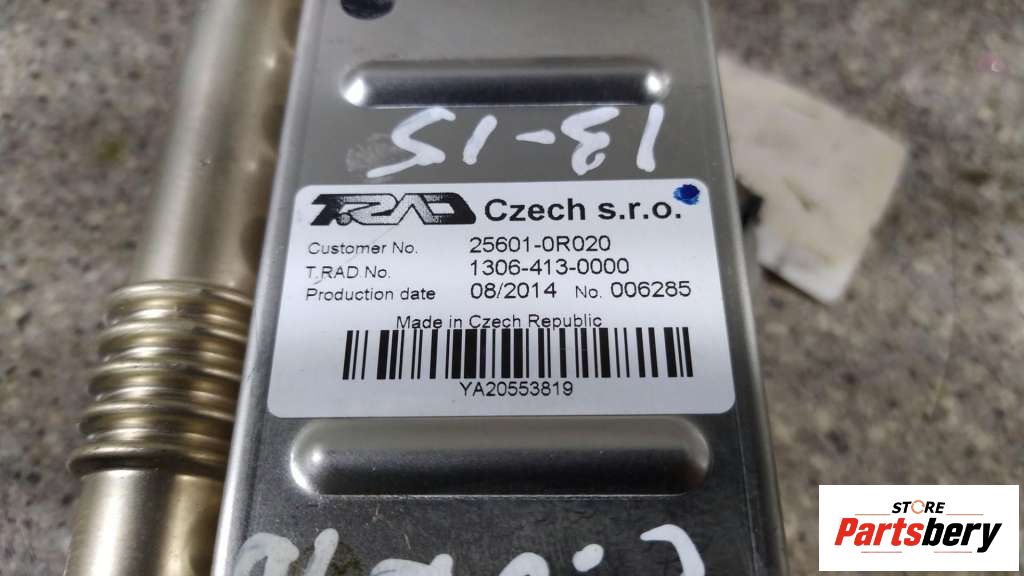 13-15
T.RAD Czech s.r.o.
Customer No. 25601-0R020
T.RAD.No. 1306-413-0000
Production date 08/2014 No. 006285
Made in Czech Republic
YA20553819
STORE
Partsbery